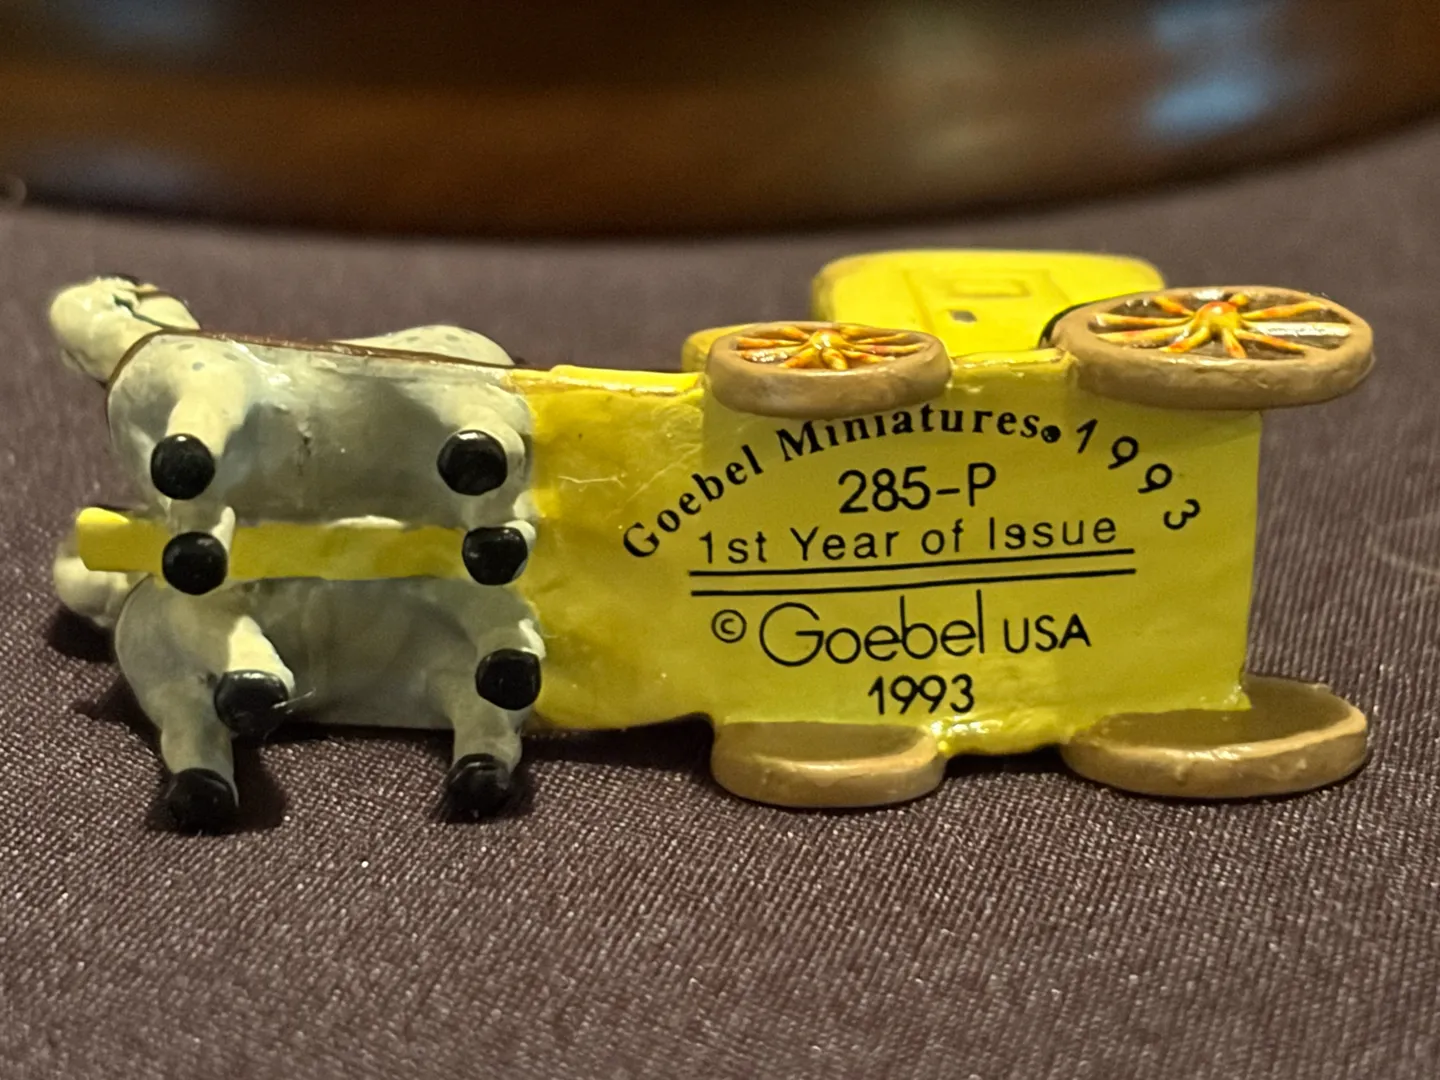 Goebel Miniatures. 1993
285-P
1st Year of Issue
© Goebel USA
1993